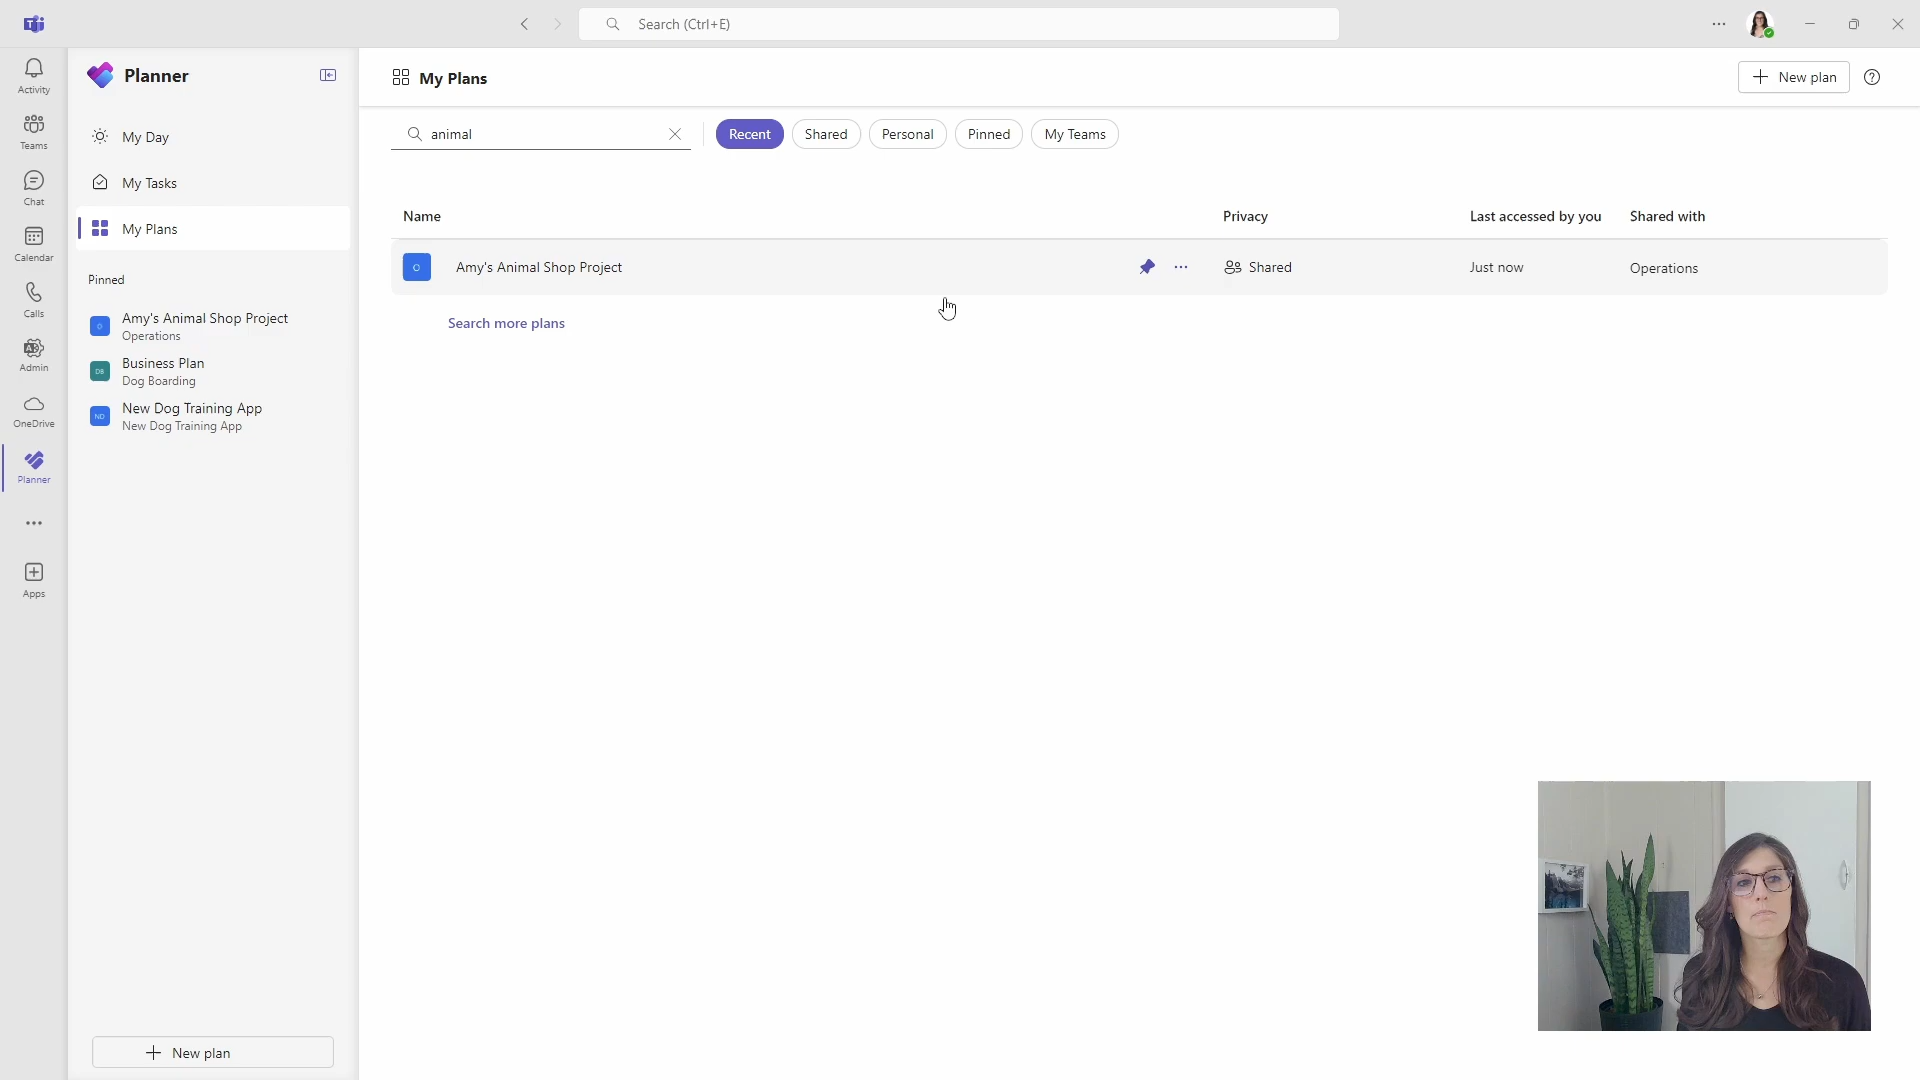 Search (Ctrl+E)
Activity
Teams
Chat
Calendar
Calls
Admin
OneDrive
Planner
Apps
Planner
My Day
My Tasks
My Plans
Pinned
O
Amy's Animal Shop Project
Operations
DB
Business Plan
Dog Boarding
ND
New Dog Training App
New Dog Training App
New plan
My Plans
New plan
animal
Recent
Shared
Personal
Pinned
My Teams
Name
Privacy
Last accessed by you
Shared with
O
Amy's Animal Shop Project
Shared
Just now
Operations
Search more plans